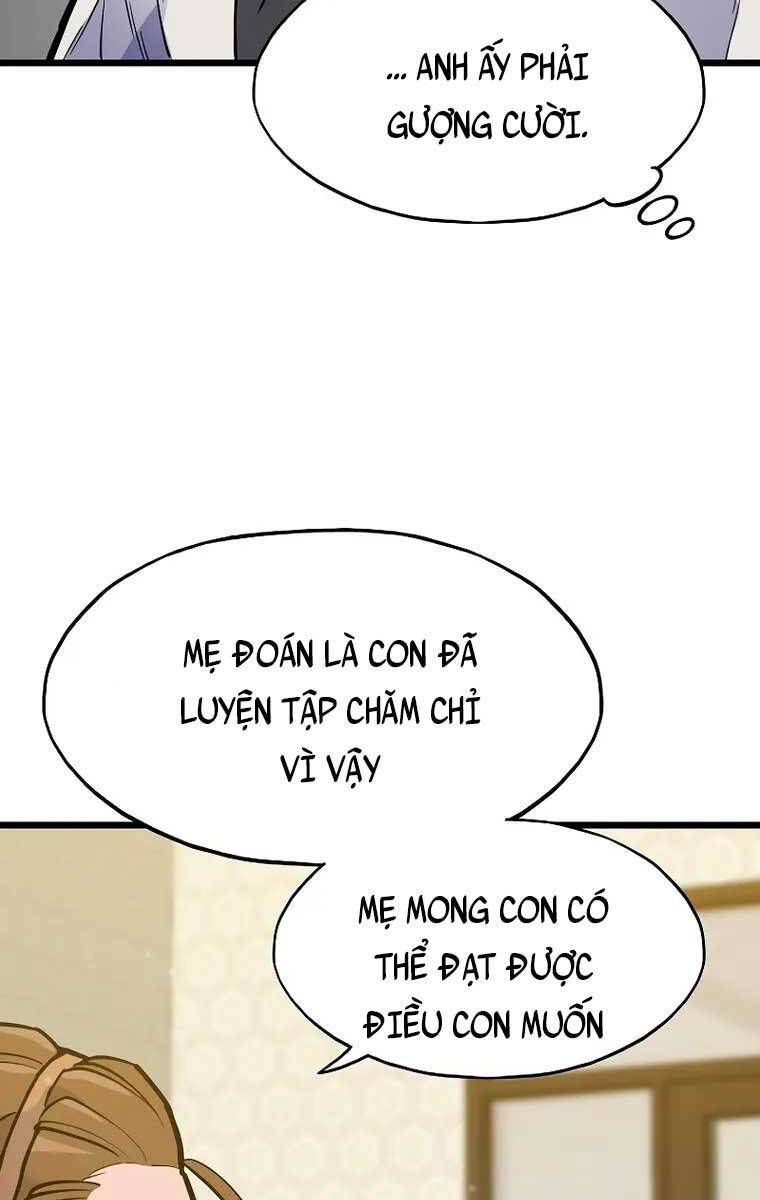 ... ANH ẤY PHẢI
GƯỢNG CƯỜI.
MẸ ĐOÁN LÀ CON ĐÃ
LUYỆN TẬP CHĂM CHỈ
VÌ VẬY
MẸ MONG CON CÓ
THỂ ĐẠT ĐƯỢC
ĐIỀU CON MUỐN